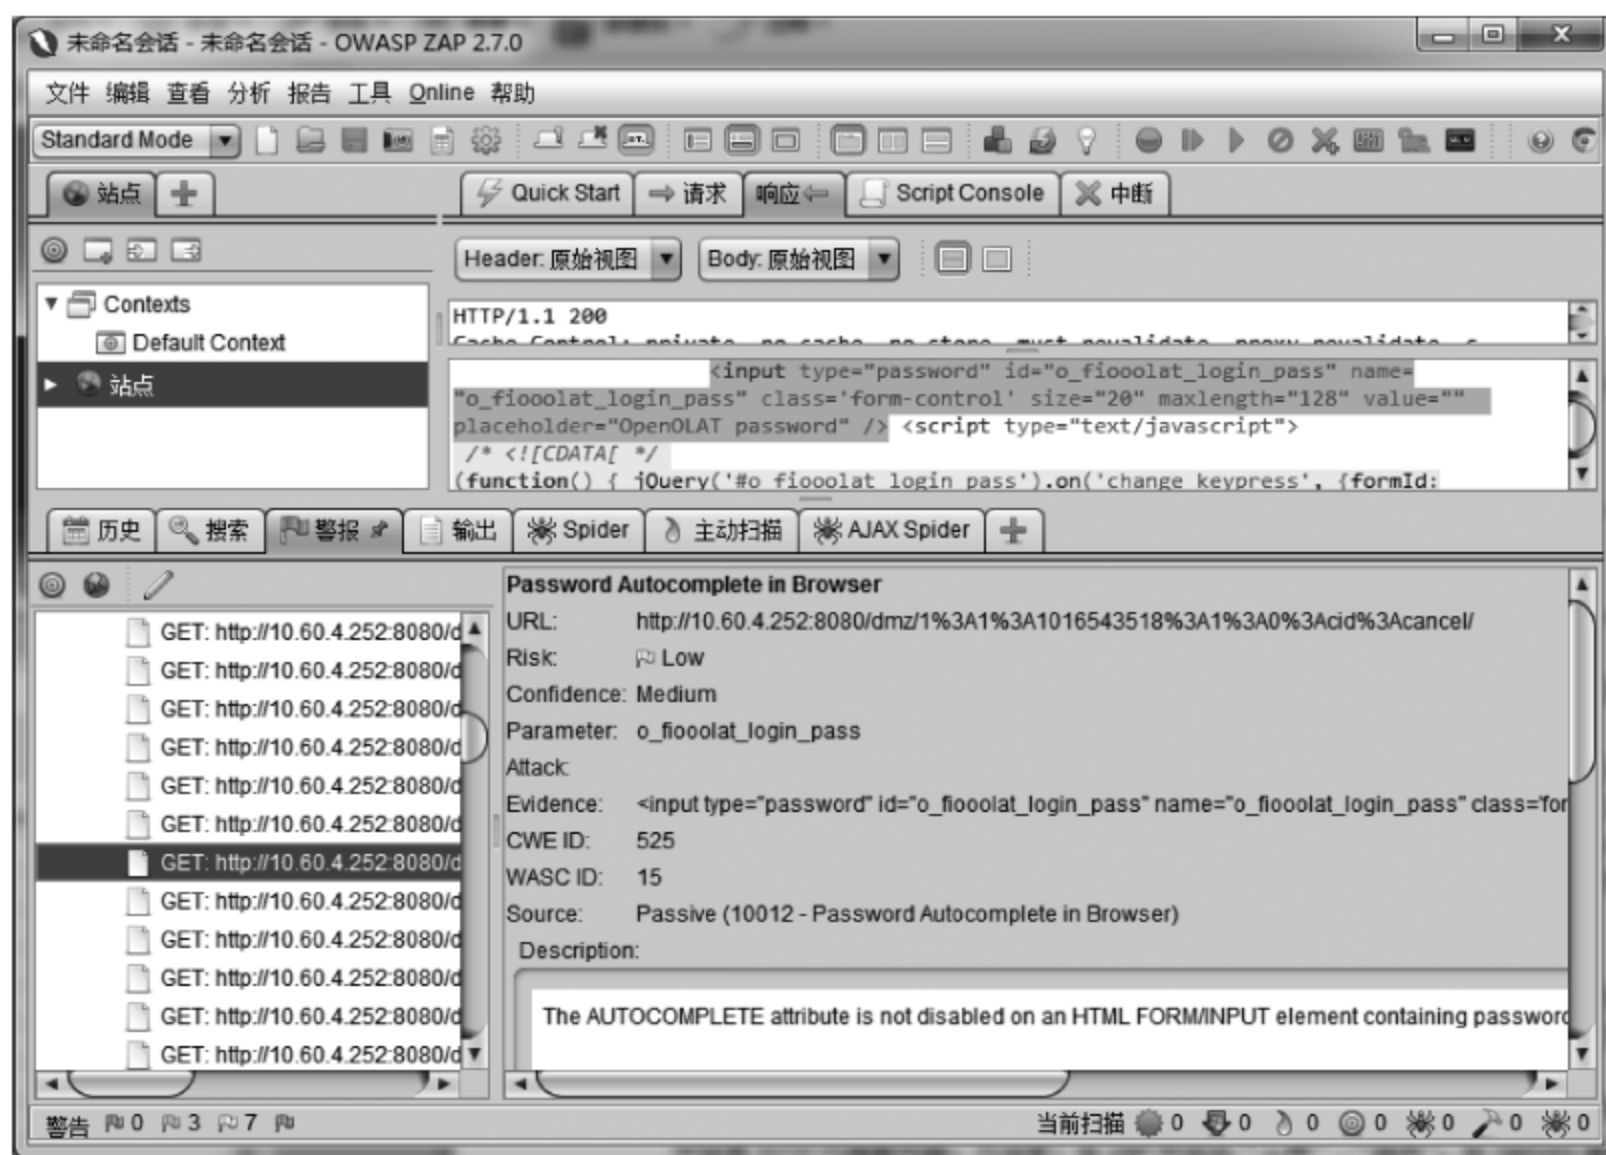 未命名会话 - 未命名会话 - OWASP ZAP 2.7.0
文件 编辑 查看 分析 报告 工具 Online 帮助
Standard Mode
站点
Quick Start 请求 响应 Script Console 中断
Header: 原始视图 Body: 原始视图
Contexts
Default Context
站点
HTTP/1.1 200
Cache Control: private, no cache, no store, must revalidate, proxy revalidate, s
<input type="password" id="o_fiooolat_login_pass" name=
"o_fiooolat_login_pass" class='form-control' size="20" maxlength="128" value=""
placeholder="OpenOLAT password" /> <script type="text/javascript">
/* <![CDATA[ */
(function() { jQuery('#o_fiooolat_login_pass').on('change keypress', {formId:
历史 搜索 警报 输出 Spider 主动扫描 AJAX Spider
GET: http://10.60.4.252:8080/d
GET: http://10.60.4.252:8080/d
GET: http://10.60.4.252:8080/d
GET: http://10.60.4.252:8080/d
GET: http://10.60.4.252:8080/d
GET: http://10.60.4.252:8080/d
GET: http://10.60.4.252:8080/d
GET: http://10.60.4.252:8080/d
GET: http://10.60.4.252:8080/d
GET: http://10.60.4.252:8080/d
GET: http://10.60.4.252:8080/d
GET: http://10.60.4.252:8080/d
Password Autocomplete in Browser
URL: http://10.60.4.252:8080/dmz/1%3A1%3A1016543518%3A1%3A0%3Acid%3Acancel/
Risk: Low
Confidence: Medium
Parameter: o_fiooolat_login_pass
Attack:
Evidence: <input type="password" id="o_fiooolat_login_pass" name="o_fiooolat_login_pass" class='for
CWE ID: 525
WASC ID: 15
Source: Passive (10012 - Password Autocomplete in Browser)
Description:
The AUTOCOMPLETE attribute is not disabled on an HTML FORM/INPUT element containing password
警告 0 3 7
当前扫描 0 0 0 0 0 0 0